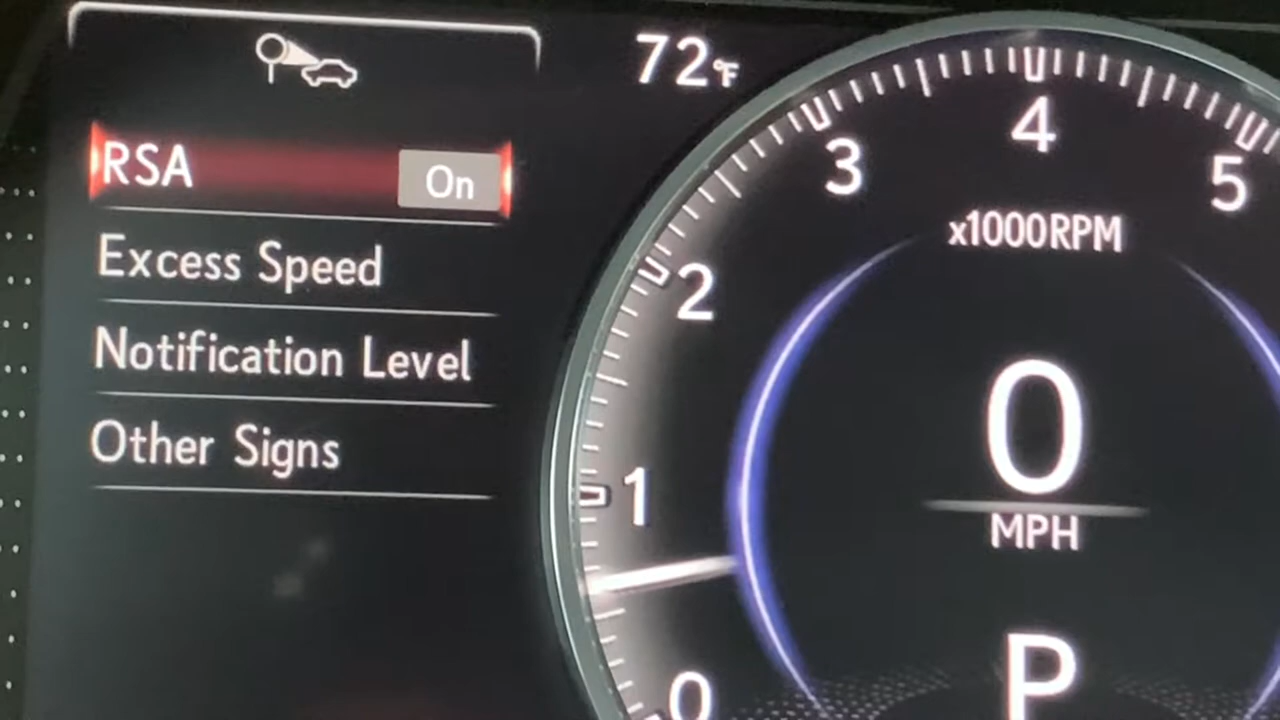 RSA On
Excess Speed
Notification Level
Other Signs
72°F
0
1
2
3
4
5
x1000RPM
0
MPH
P